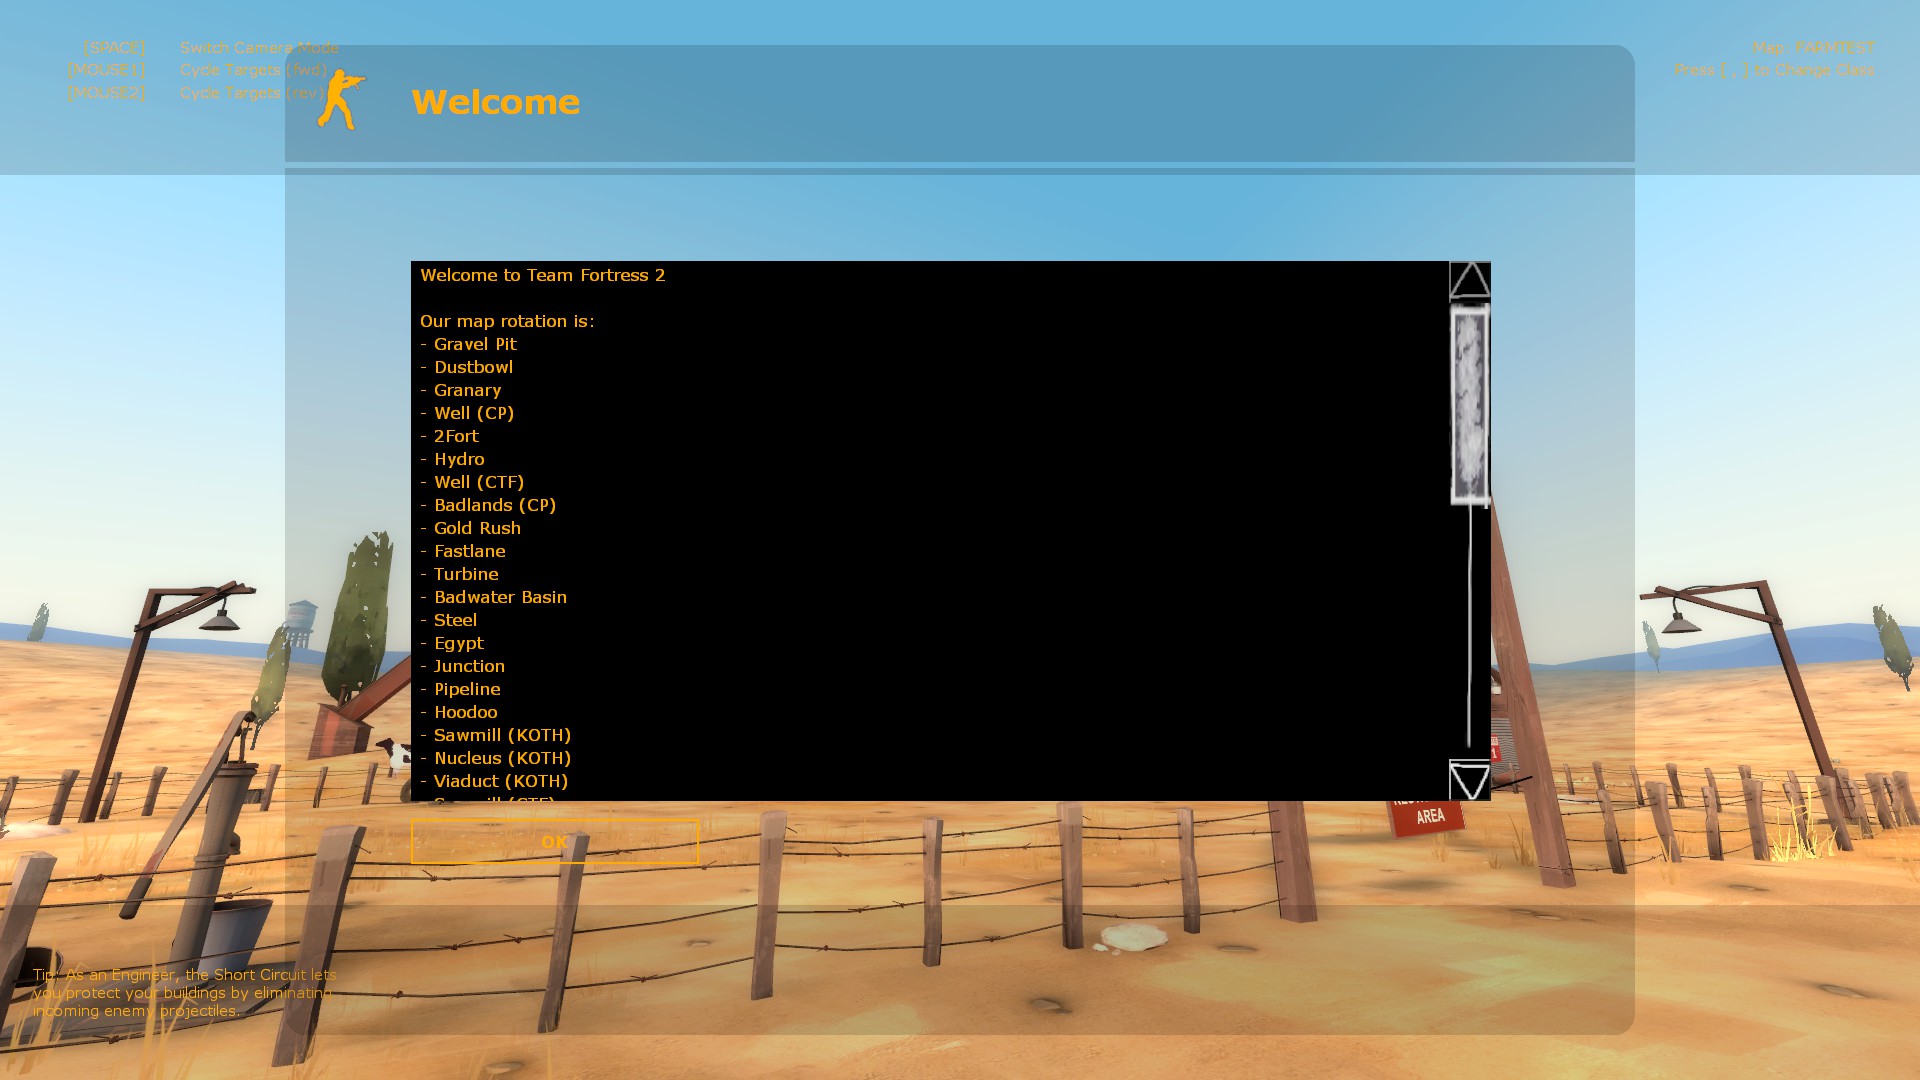 [SPACE] Switch Camera Mode
[MOUSE1] Cycle Targets (fwd)
[MOUSE2] Cycle Targets (rev)
Map: FARMTEST
Press [ , ] to Change Class
Welcome
Welcome to Team Fortress 2
Our map rotation is:
- Gravel Pit
- Dustbowl
- Granary
- Well (CP)
- 2Fort
- Hydro
- Well (CTF)
- Badlands (CP)
- Gold Rush
- Fastlane
- Turbine
- Badwater Basin
- Steel
- Egypt
- Junction
- Pipeline
- Hoodoo
- Sawmill (KOTH)
- Nucleus (KOTH)
- Viaduct (KOTH)
- Sawmill (CTF)
AREA
OK
Tip: As an Engineer, the Short Circuit lets
you protect your buildings by eliminating
incoming enemy projectiles.